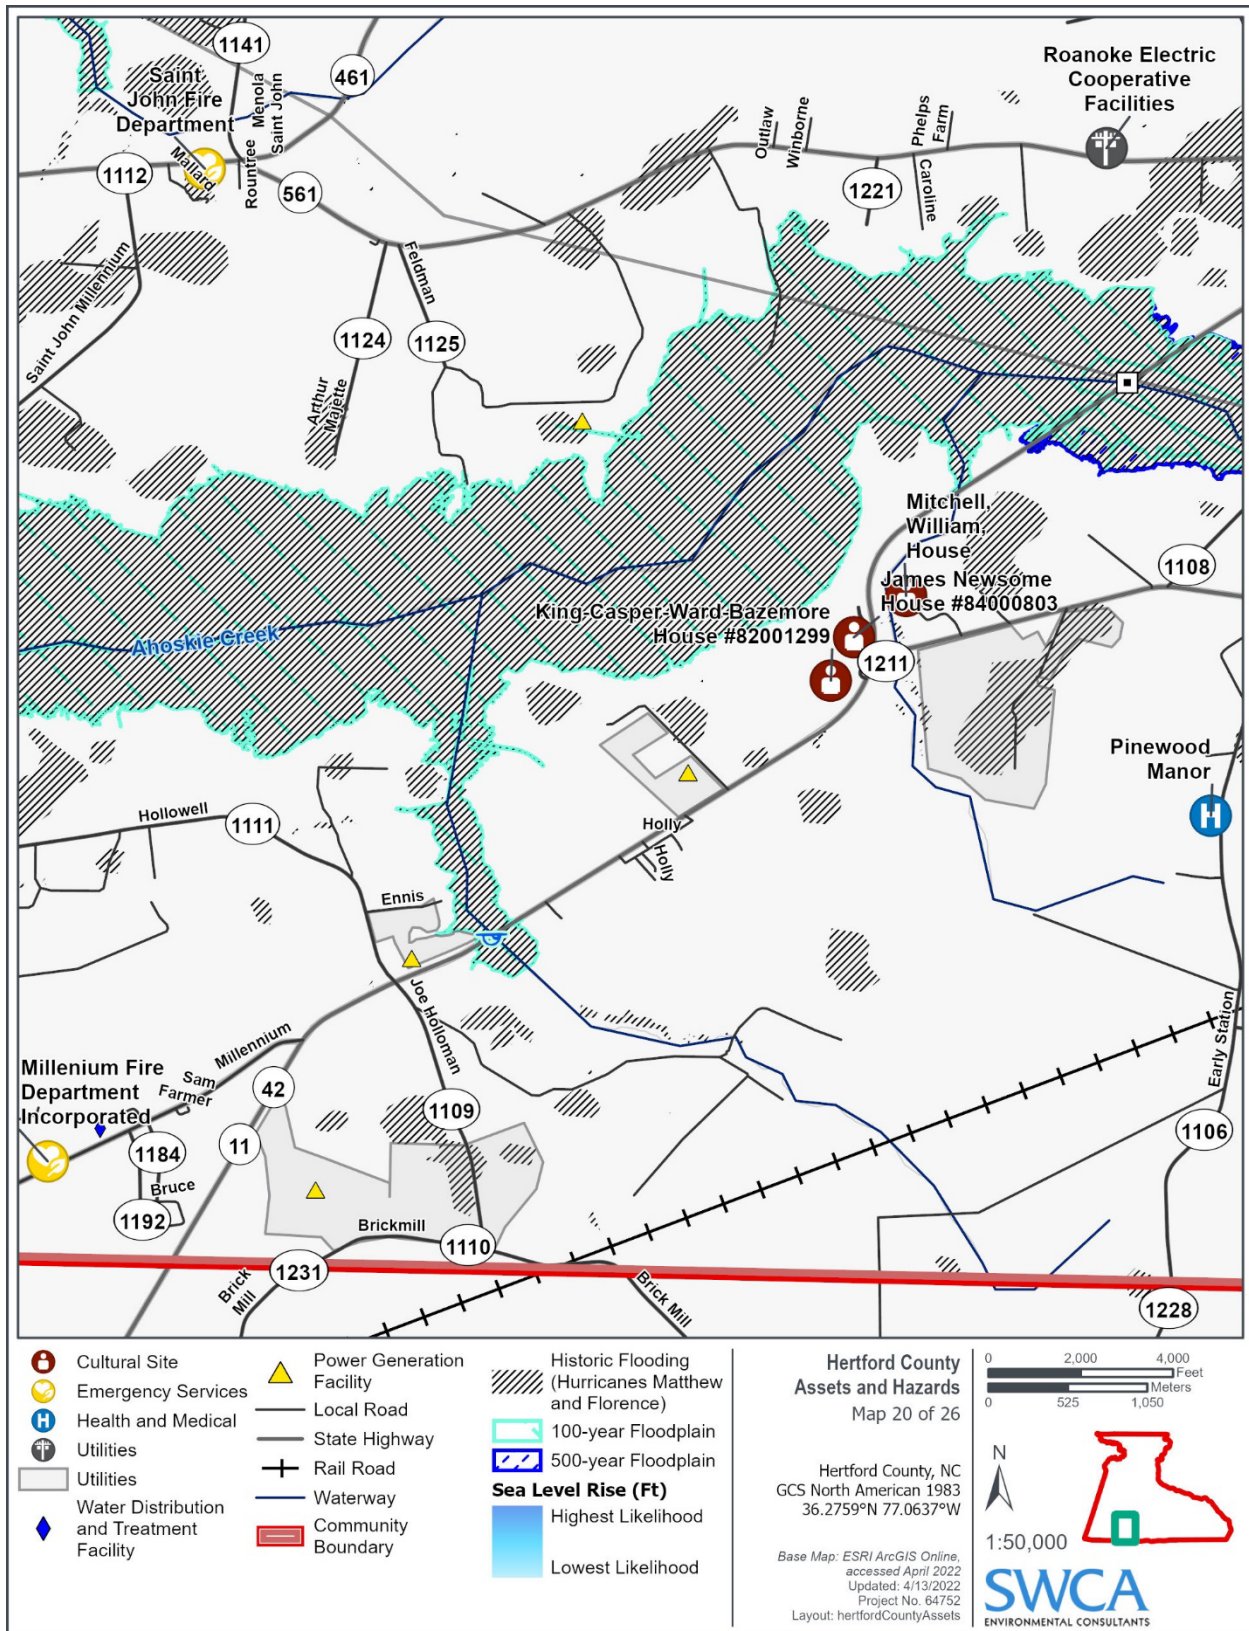 1141
461
Saint
John Fire
Department
Menola
Saint John
Roanoke Electric
Cooperative
Facilities
Outlaw
Winborne
Phelps
Farm
1112
Mallard
Rountree
561
1221
Caroline
Saint John Millennium
Feldman
1124
1125
Arthur
Majette
Mitchell,
William,
House
1108
James Newsome
House #84000803
King-Casper-Ward-Bazemore
House #82001299
Ahoskie Creek
1211
Pinewood
Manor
H
Hollowell
1111
Holly
Holly
Ennis
Joe Holloman
Early Station
Millennium
Sam
Farmer
Millenium Fire
Department
Incorporated
42
1109
11
1106
1184
Bruce
1192
Brickmill
1110
1231
Brick
Mill
Brick Mill
1228
Cultural Site
Emergency Services
H Health and Medical
Utilities
Utilities
Water Distribution
and Treatment
Facility
Power Generation
Facility
Local Road
State Highway
Rail Road
Waterway
Community
Boundary
Historic Flooding
(Hurricanes Matthew
and Florence)
100-year Floodplain
500-year Floodplain
Sea Level Rise (Ft)
Highest Likelihood
Lowest Likelihood
Hertford County
Assets and Hazards
Map 20 of 26
Hertford County, NC
GCS North American 1983
36.2759°N 77.0637°W
Base Map: ESRI ArcGIS Online,
accessed April 2022
Updated: 4/13/2022
Project No. 64752
Layout: hertfordCountyAssets
0 2,000 4,000
Feet
Meters
0 525 1,050
N
1:50,000
SWCA
ENVIRONMENTAL CONSULTANTS